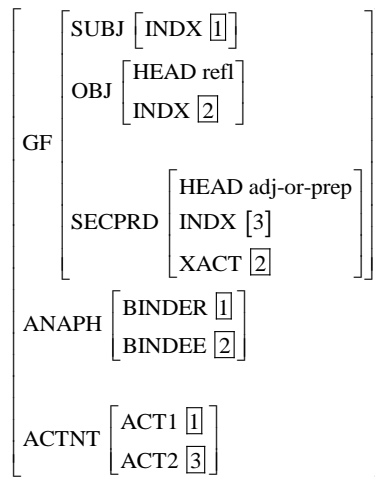 SUBJ [INDX 1]
HEAD refl
OBJ
INDX 2
GF
HEAD adj-or-prep
SECPRD INDX [3]
XACT 2
BINDER 1
ANAPH
BINDEE 2
ACT1 1
ACTNT
ACT2 3